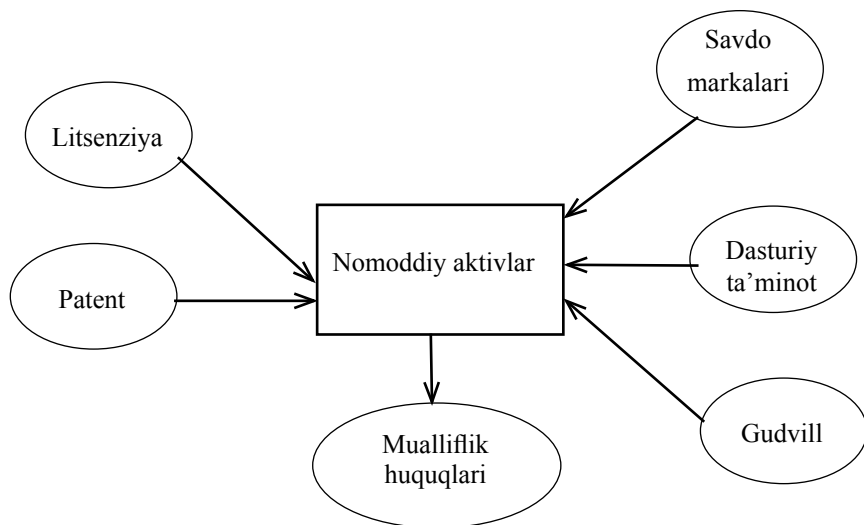 Savdo
markalari
Litsenziya
Nomoddiy aktivlar
Dasturiy
ta’minot
Patent
Gudvill
Mualliflik
huquqlari